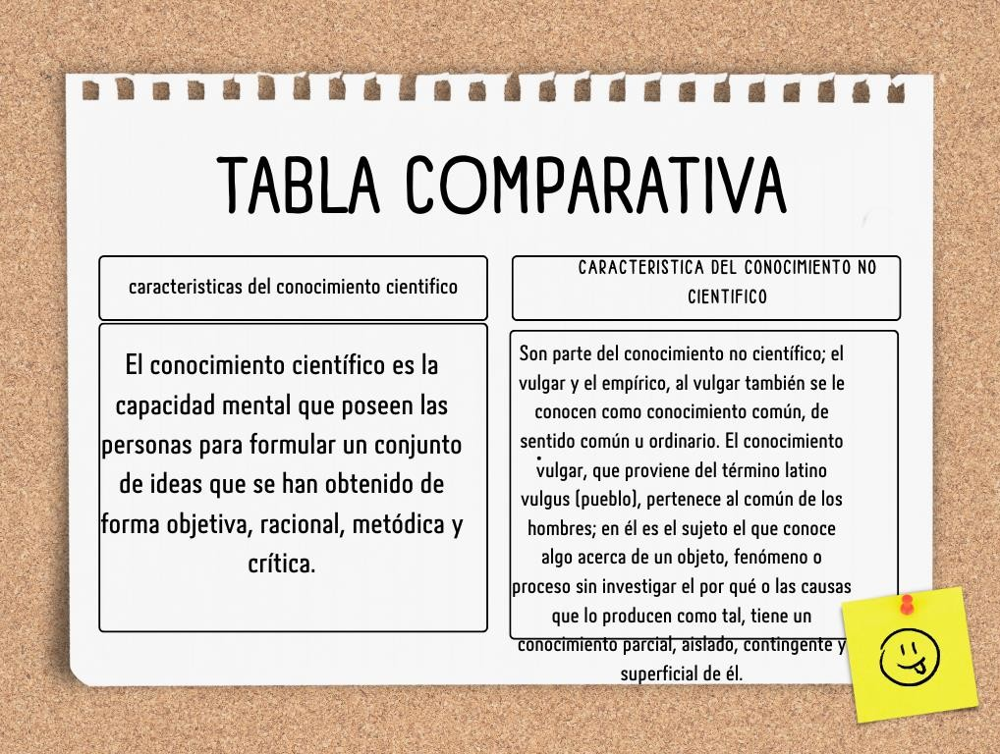 TABLA COMPARATIVA
caracteristicas del conocimiento cientifico
El conocimiento científico es la
capacidad mental que poseen las
personas para formular un conjunto
de ideas que se han obtenido de
forma objetiva, racional, metódica y
crítica.
CARACTERISTICA DEL CONOCIMIENTO NO
CIENTIFICO
Son parte del conocimiento no científico; el
vulgar y el empírico, al vulgar también se le
conocen como conocimiento común, de
sentido común u ordinario. El conocimiento
vulgar, que proviene del término latino
vulgus (pueblo), pertenece al común de los
hombres; en él es el sujeto el que conoce
algo acerca de un objeto, fenómeno o
proceso sin investigar el por qué o las causas
que lo producen como tal, tiene un
conocimiento parcial, aislado, contingente y
superficial de él.